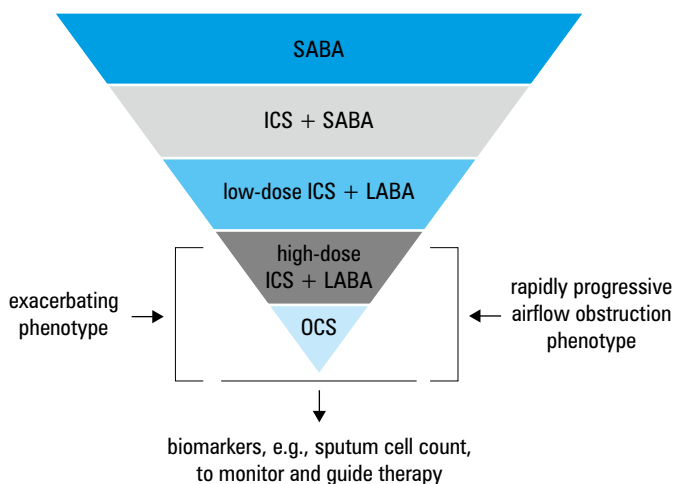 SABA
ICS + SABA
low-dose ICS + LABA
high-dose
ICS + LABA
OCS
exacerbating
phenotype
rapidly progressive
airflow obstruction
phenotype
biomarkers, e.g., sputum cell count,
to monitor and guide therapy